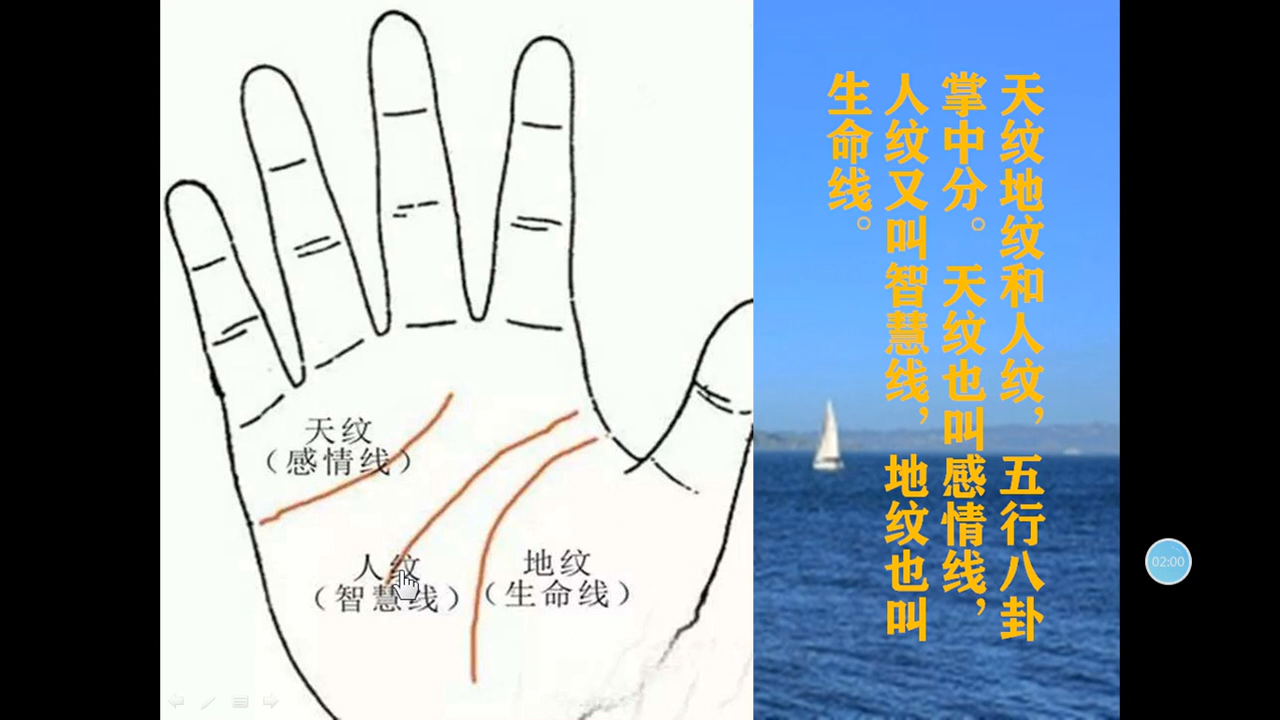 天纹
（感情线）
人纹
（智慧线）
地纹
（生命线）
天纹地纹和人纹，五行八卦
掌中分。天纹也叫感情线，
人纹又叫智慧线，地纹也叫
生命线。
02:00